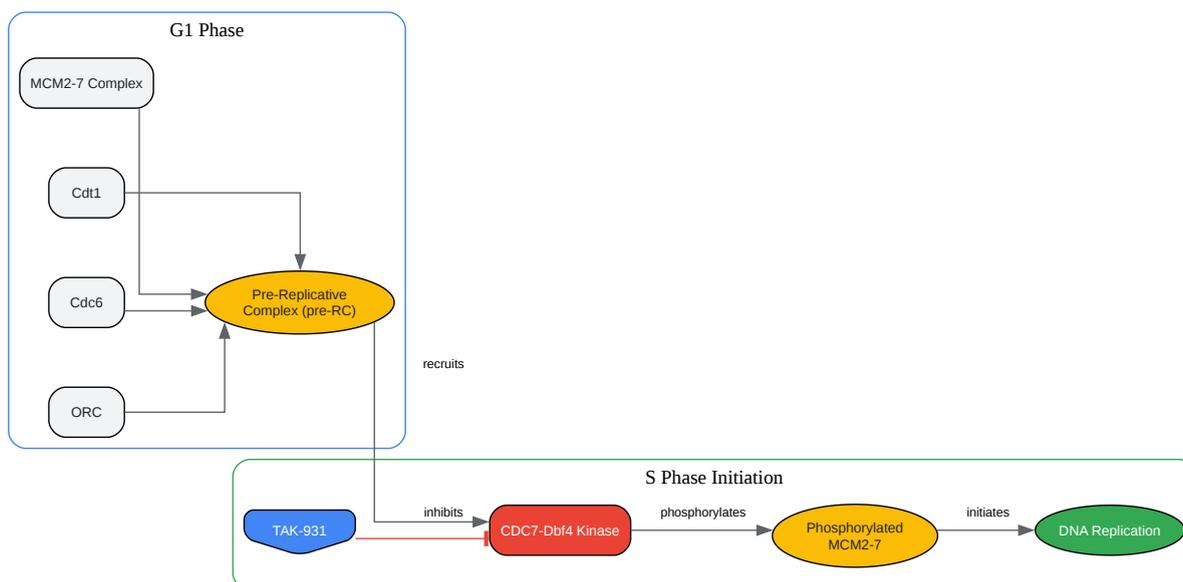 G1 Phase
MCM2-7 Complex
Cdt1
Cdc6
Pre-Replicative
Complex (pre-RC)
recruits
ORC
S Phase Initiation
TAK-931
inhibits
CDC7-Dbf4 Kinase
phosphorylates
Phosphorylated
MCM2-7
initiates
DNA Replication